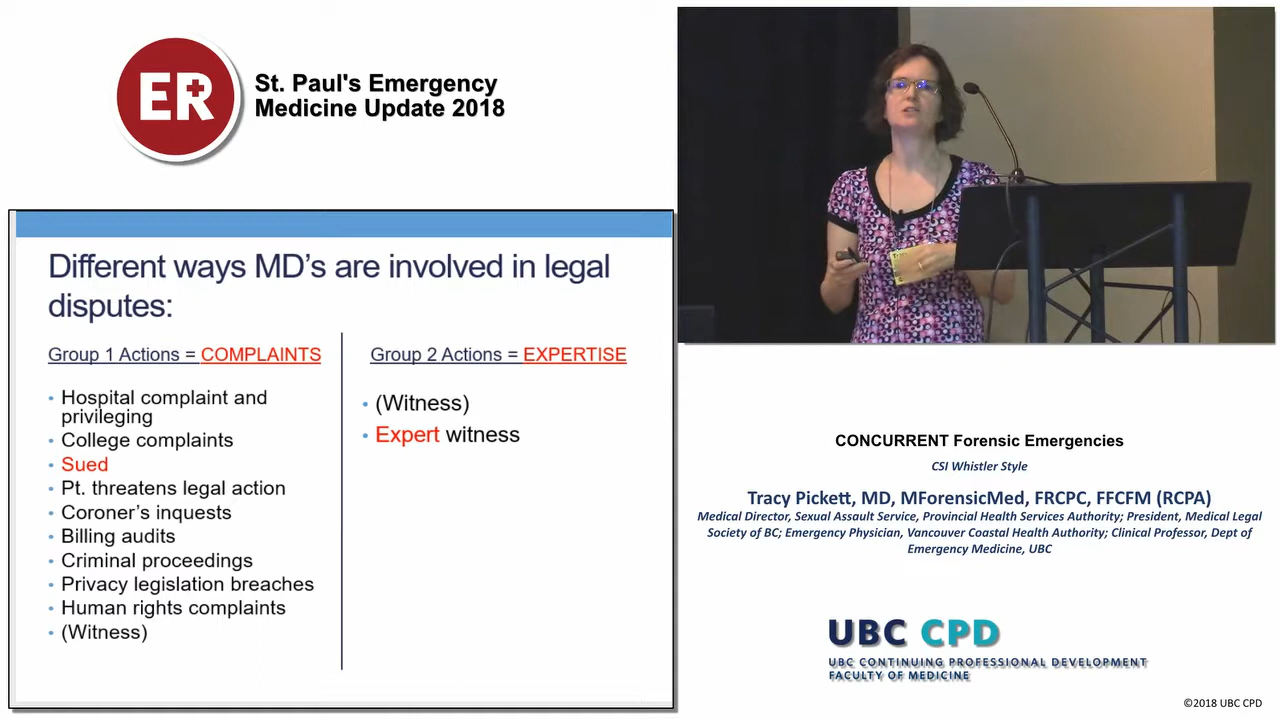 ER
St. Paul's Emergency
Medicine Update 2018
Different ways MD's are involved in legal
disputes:
Group 1 Actions = COMPLAINTS
• Hospital complaint and
privileging
• College complaints
• Sued
• Pt. threatens legal action
• Coroner's inquests
• Billing audits
• Criminal proceedings
• Privacy legislation breaches
• Human rights complaints
• (Witness)
Group 2 Actions = EXPERTISE
• (Witness)
• Expert witness
CONCURRENT Forensic Emergencies
CSI Whistler Style
Tracy Pickett, MD, MForensicMed, FRCPC, FFCFM (RCPA)
Medical Director, Sexual Assault Service, Provincial Health Services Authority; President, Medical Legal
Society of BC; Emergency Physician, Vancouver Coastal Health Authority; Clinical Professor, Dept of
Emergency Medicine, UBC
UBC CPD
UBC CONTINUING PROFESSIONAL DEVELOPMENT
FACULTY OF MEDICINE
©2018 UBC CPD